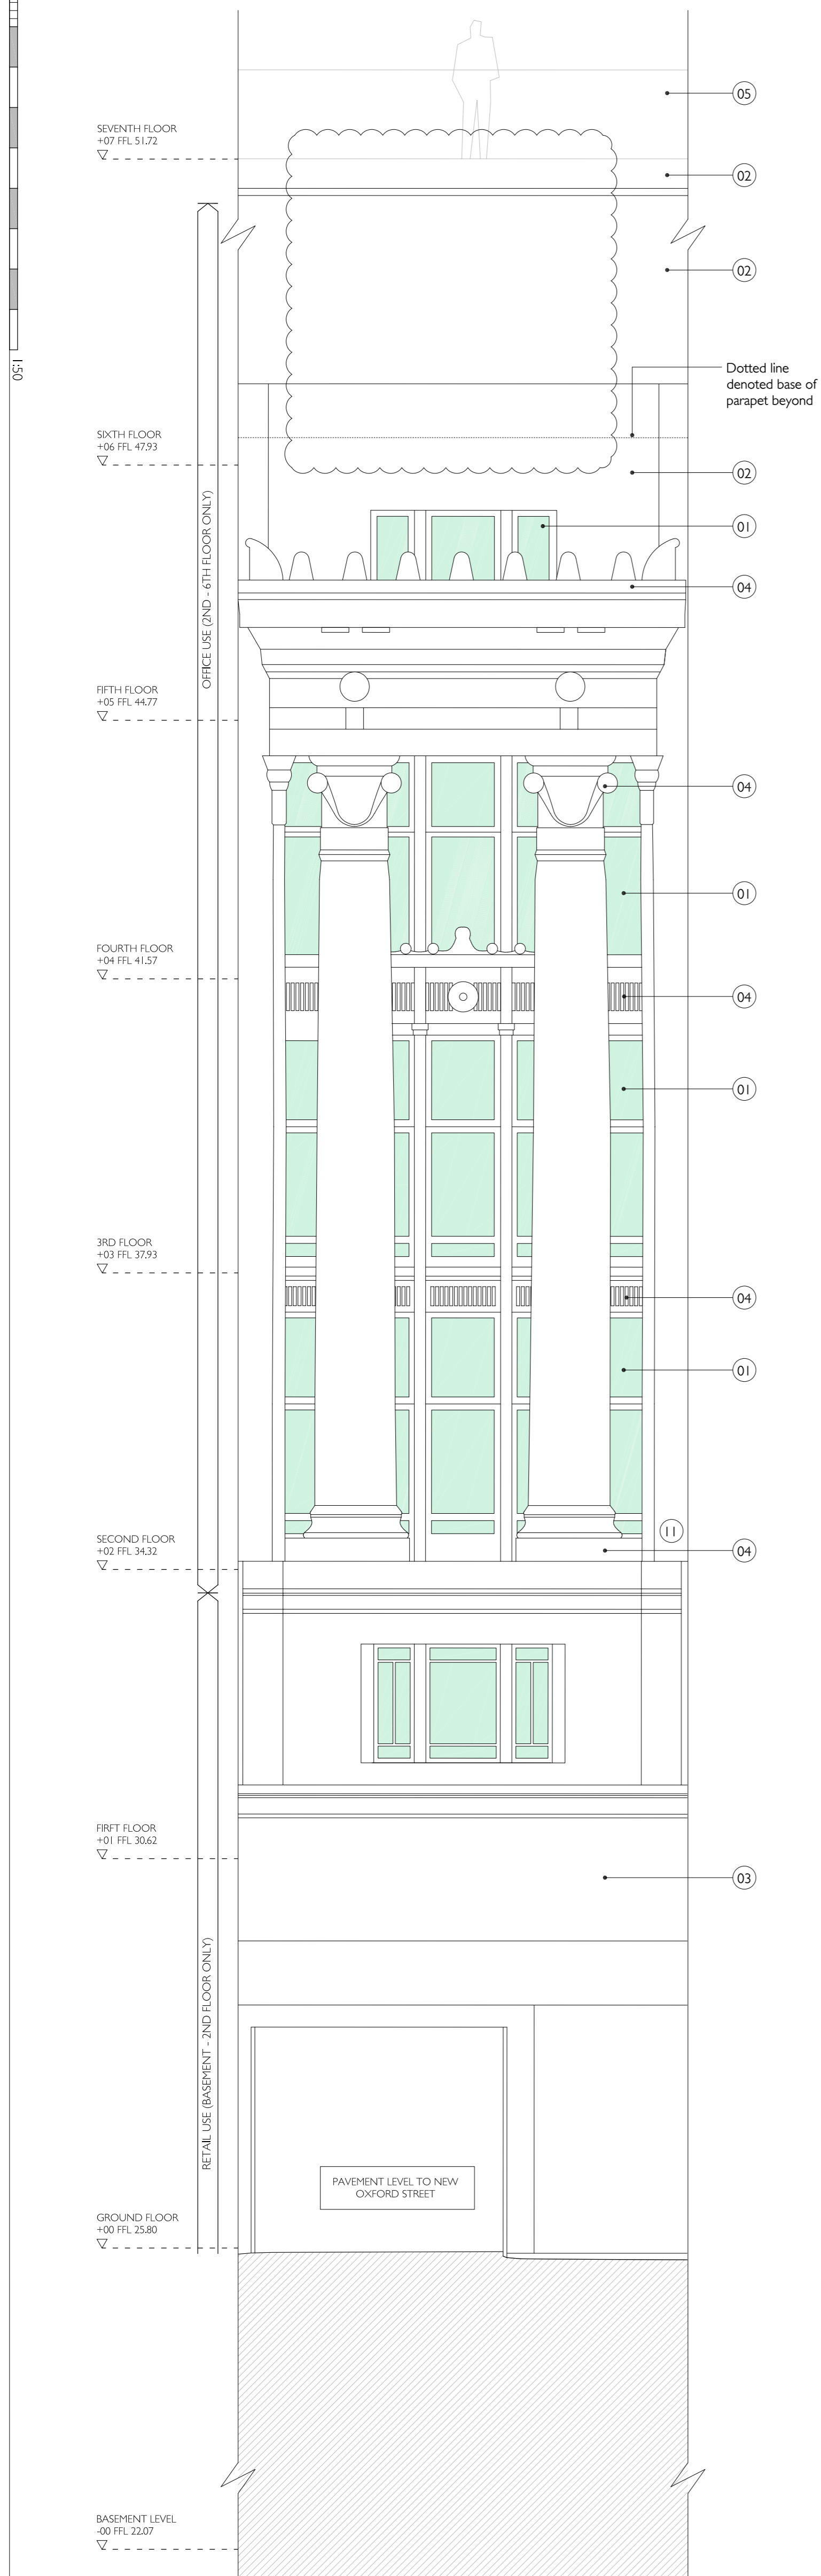 05
SEVENTH FLOOR
+07 FFL 51.72
02
02
1:50
Dotted line
denoted base of
parapet beyond
SIXTH FLOOR
+06 FFL 47.93
02
OFFICE USE (2ND - 6TH FLOOR ONLY)
01
04
FIFTH FLOOR
+05 FFL 44.77
04
01
FOURTH FLOOR
+04 FFL 41.57
04
01
3RD FLOOR
+03 FFL 37.93
04
01
11
SECOND FLOOR
+02 FFL 34.32
04
FIRFT FLOOR
+01 FFL 30.62
03
RETAIL USE (BASEMENT - 2ND FLOOR ONLY)
PAVEMENT LEVEL TO NEW
OXFORD STREET
GROUND FLOOR
+00 FFL 25.80
BASEMENT LEVEL
-00 FFL 22.07